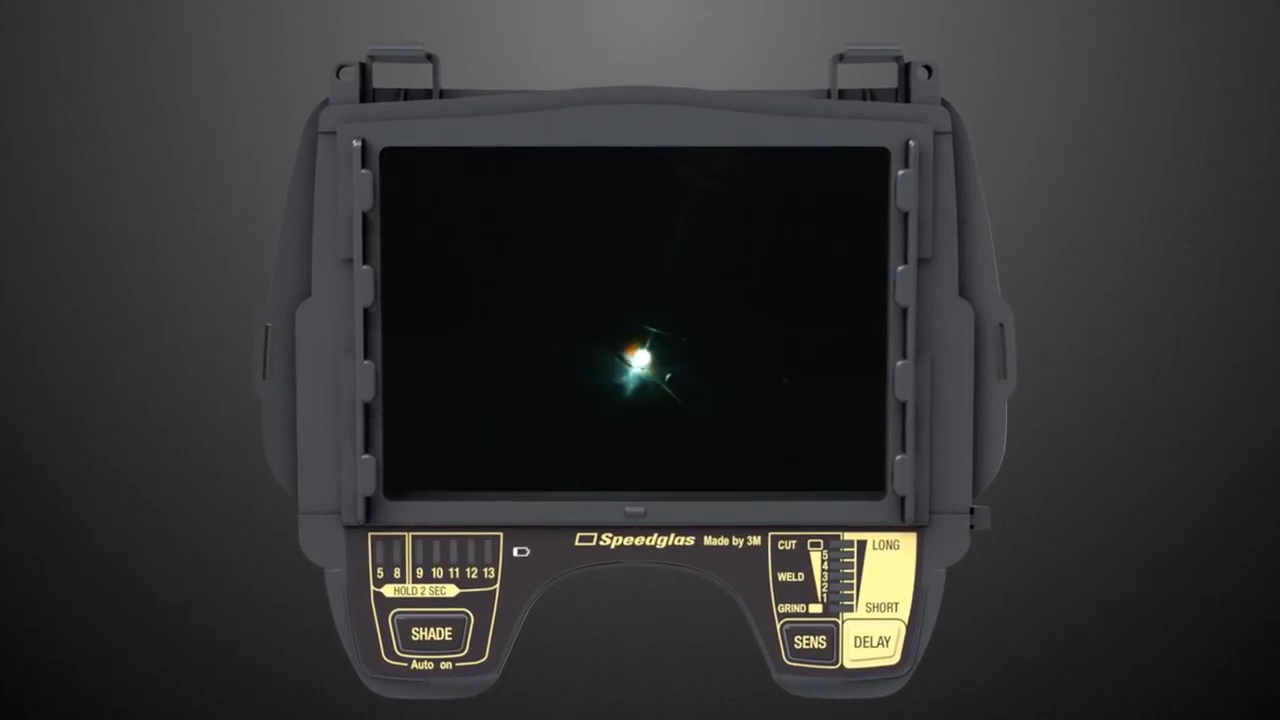 Speedglas Made by 3M
5 8 9 10 11 12 13
HOLD 2 SEC
SHADE
Auto on
CUT
WELD
GRIND
5
4
3
2
1
LONG
SHORT
SENS
DELAY